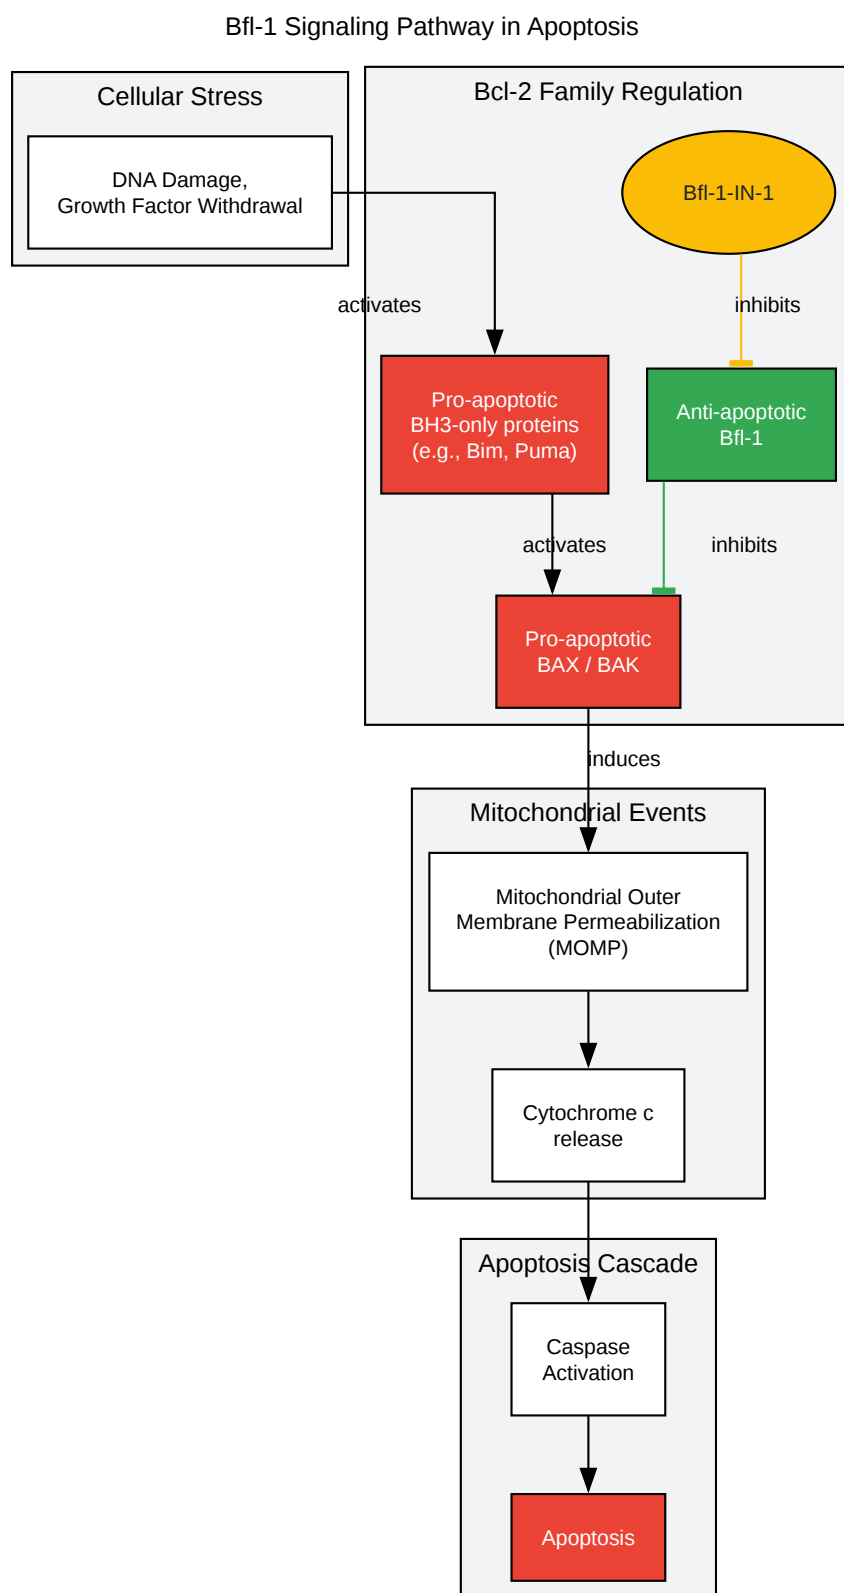 Bfl-1 Signaling Pathway in Apoptosis
Cellular Stress
DNA Damage,
Growth Factor Withdrawal
Bcl-2 Family Regulation
Bfl-1-IN-1
activates
inhibits
Pro-apoptotic
BH3-only proteins
(e.g., Bim, Puma)
Anti-apoptotic
Bfl-1
activates
inhibits
Pro-apoptotic
BAX / BAK
induces
Mitochondrial Events
Mitochondrial Outer
Membrane Permeabilization
(MOMP)
Cytochrome c
release
Apoptosis Cascade
Caspase
Activation
Apoptosis